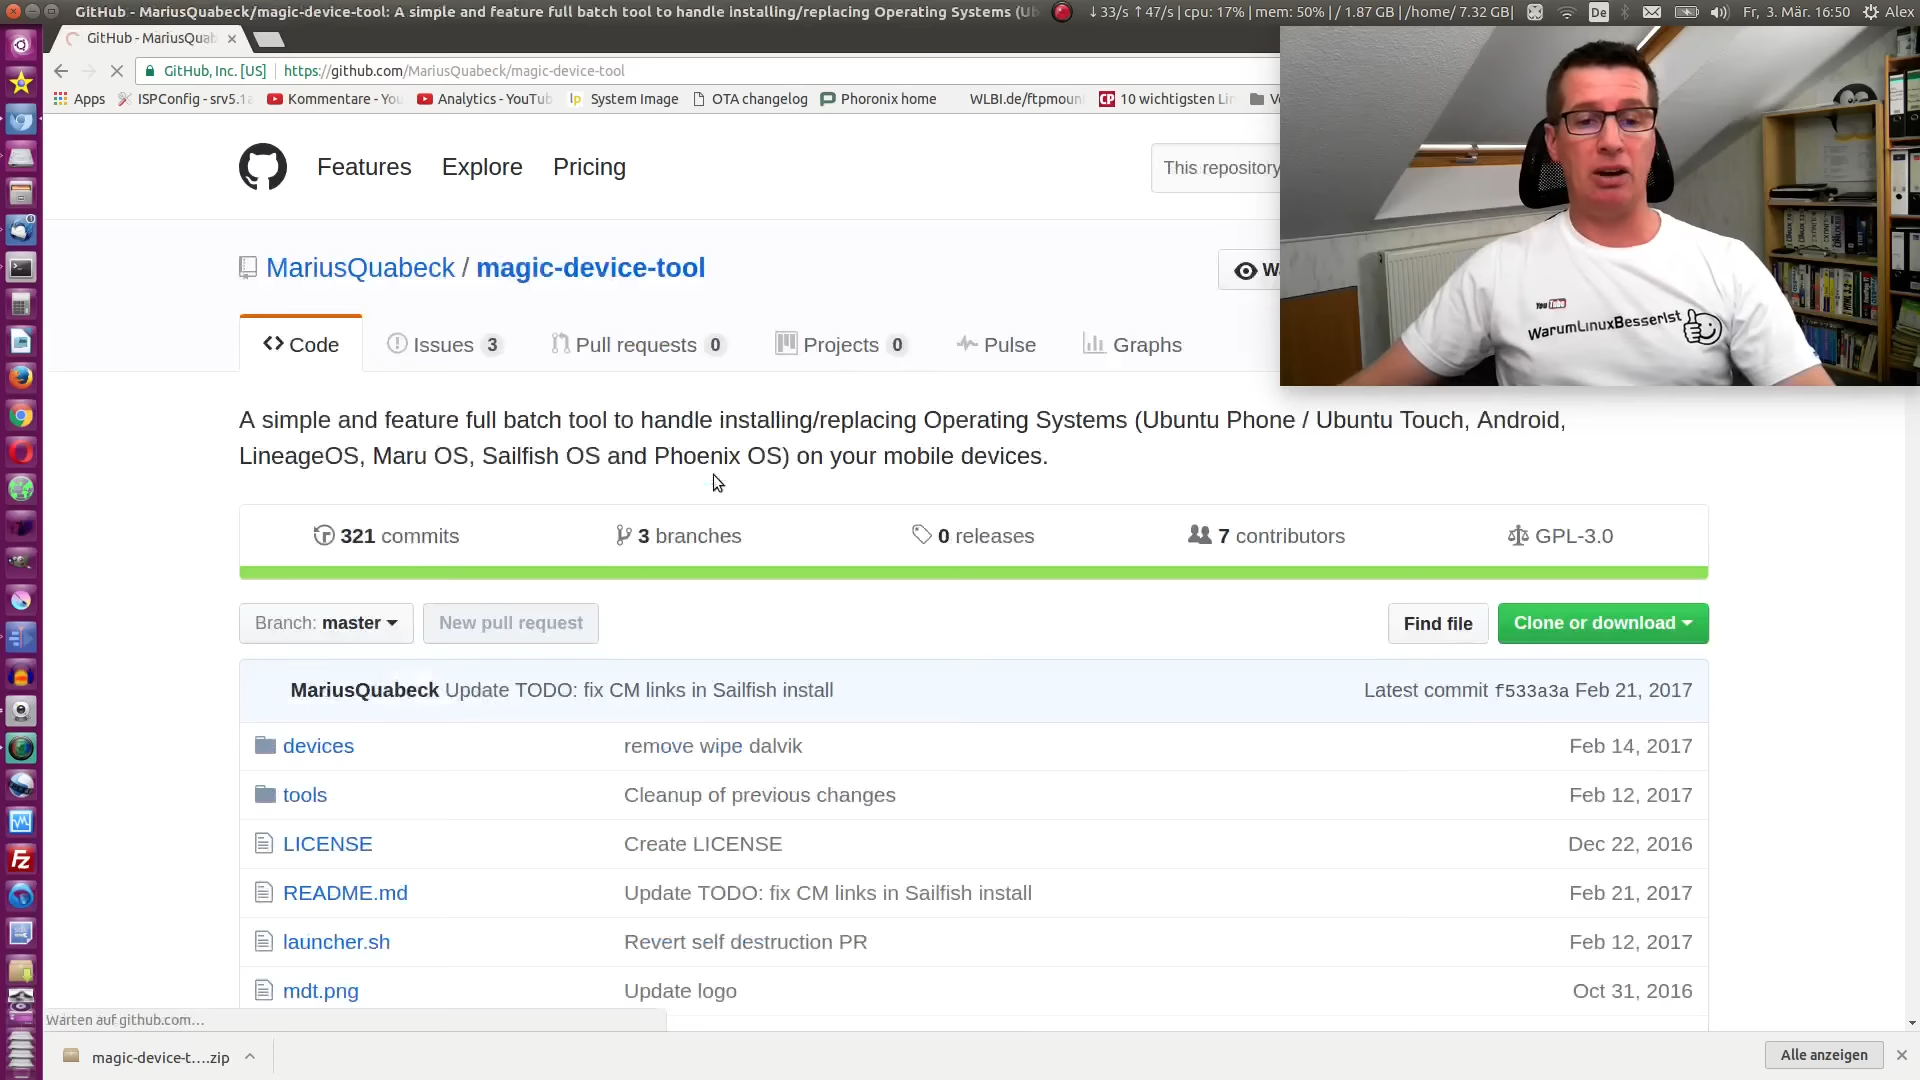 GitHub - MariusQuabeck/magic-device-tool: A simple and feature full batch tool to handle installing/replacing Operating Systems (Ub
↓33/s ↑47/s | cpu: 17% | mem: 50% | / 1.87 GB | /home/ 7.32 GB|
De
Fr, 3. Mär. 16:50
Alex
GitHub - MariusQuab
GitHub, Inc. [US]
https://github.com/MariusQuabeck/magic-device-tool
Apps
ISPConfig - srv5.1
Kommentare - Yo
Analytics - YouTub
lp System Image
OTA changelog
Phoronix home
WLBI.de/ftpmoun
CP 10 wichtigsten Li
Features
Explore
Pricing
This repository
MariusQuabeck / magic-device-tool
Code
Issues 3
Pull requests 0
Projects 0
Pulse
Graphs
You Tube
WarumLinuxBesserIst
A simple and feature full batch tool to handle installing/replacing Operating Systems (Ubuntu Phone / Ubuntu Touch, Android,
LineageOS, Maru OS, Sailfish OS and Phoenix OS) on your mobile devices.
321 commits
3 branches
0 releases
7 contributors
GPL-3.0
Branch: master
New pull request
Find file
Clone or download
MariusQuabeck Update TODO: fix CM links in Sailfish install
Latest commit f533a3a Feb 21, 2017
devices
remove wipe dalvik
Feb 14, 2017
tools
Cleanup of previous changes
Feb 12, 2017
LICENSE
Create LICENSE
Dec 22, 2016
README.md
Update TODO: fix CM links in Sailfish install
Feb 21, 2017
launcher.sh
Revert self destruction PR
Feb 12, 2017
mdt.png
Update logo
Oct 31, 2016
Warten auf github.com...
magic-device-t....zip
Alle anzeigen
Fz